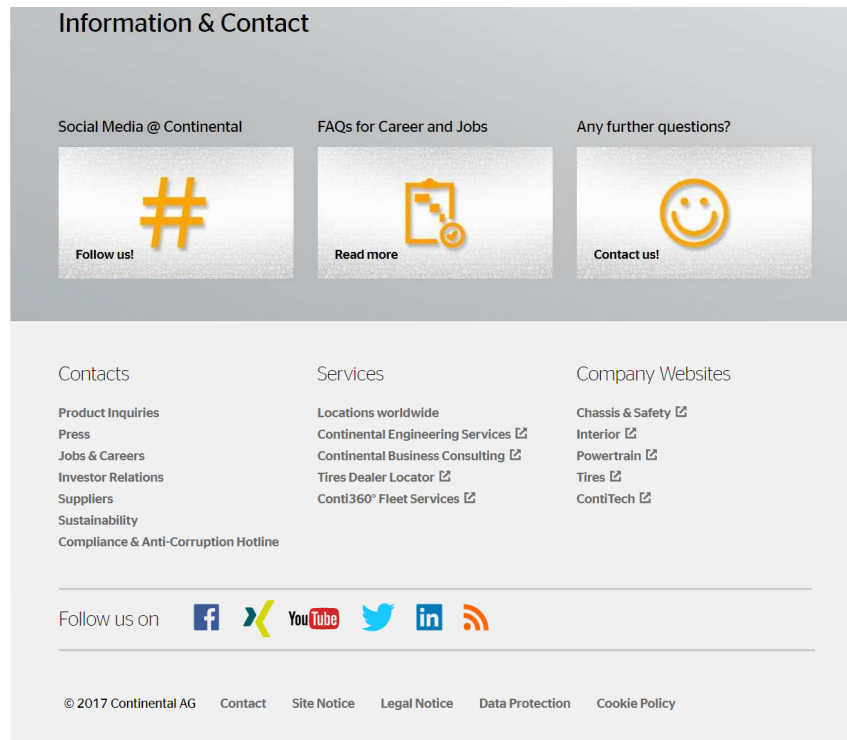 Information & Contact
Social Media @ Continental
FAQs for Career and Jobs
Any further questions?
#
Follow us!
Read more
Contact us!
Contacts
Services
Company Websites
Product Inquiries
Locations worldwide
Chassis & Safety
Press
Continental Engineering Services
Interior
Jobs & Careers
Continental Business Consulting
Powertrain
Investor Relations
Tires Dealer Locator
Tires
Suppliers
Conti360° Fleet Services
ContiTech
Sustainability
Compliance & Anti-Corruption Hotline
Follow us on
f
YouTube
in
© 2017 Continental AG Contact Site Notice Legal Notice Data Protection Cookie Policy